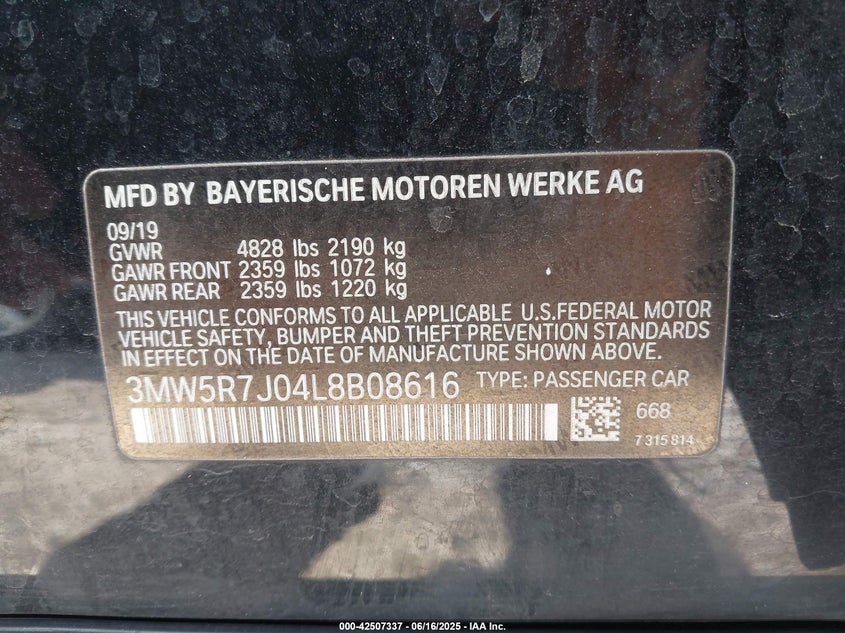 MFD BY BAYERISCHE MOTOREN WERKE AG
09/19
GVWR 4828 lbs 2190 kg
GAWR FRONT 2359 lbs 1072 kg
GAWR REAR 2359 lbs 1220 kg
THIS VEHICLE CONFORMS TO ALL APPLICABLE U.S.FEDERAL MOTOR
VEHICLE SAFETY, BUMPER AND THEFT PREVENTION STANDARDS
IN EFFECT ON THE DATE OF MANUFACTURE SHOWN ABOVE.
3MW5R7J04L8B08616 TYPE: PASSENGER CAR
668
7 315 814
000-42507337 - 06/16/2025 - IAA Inc.